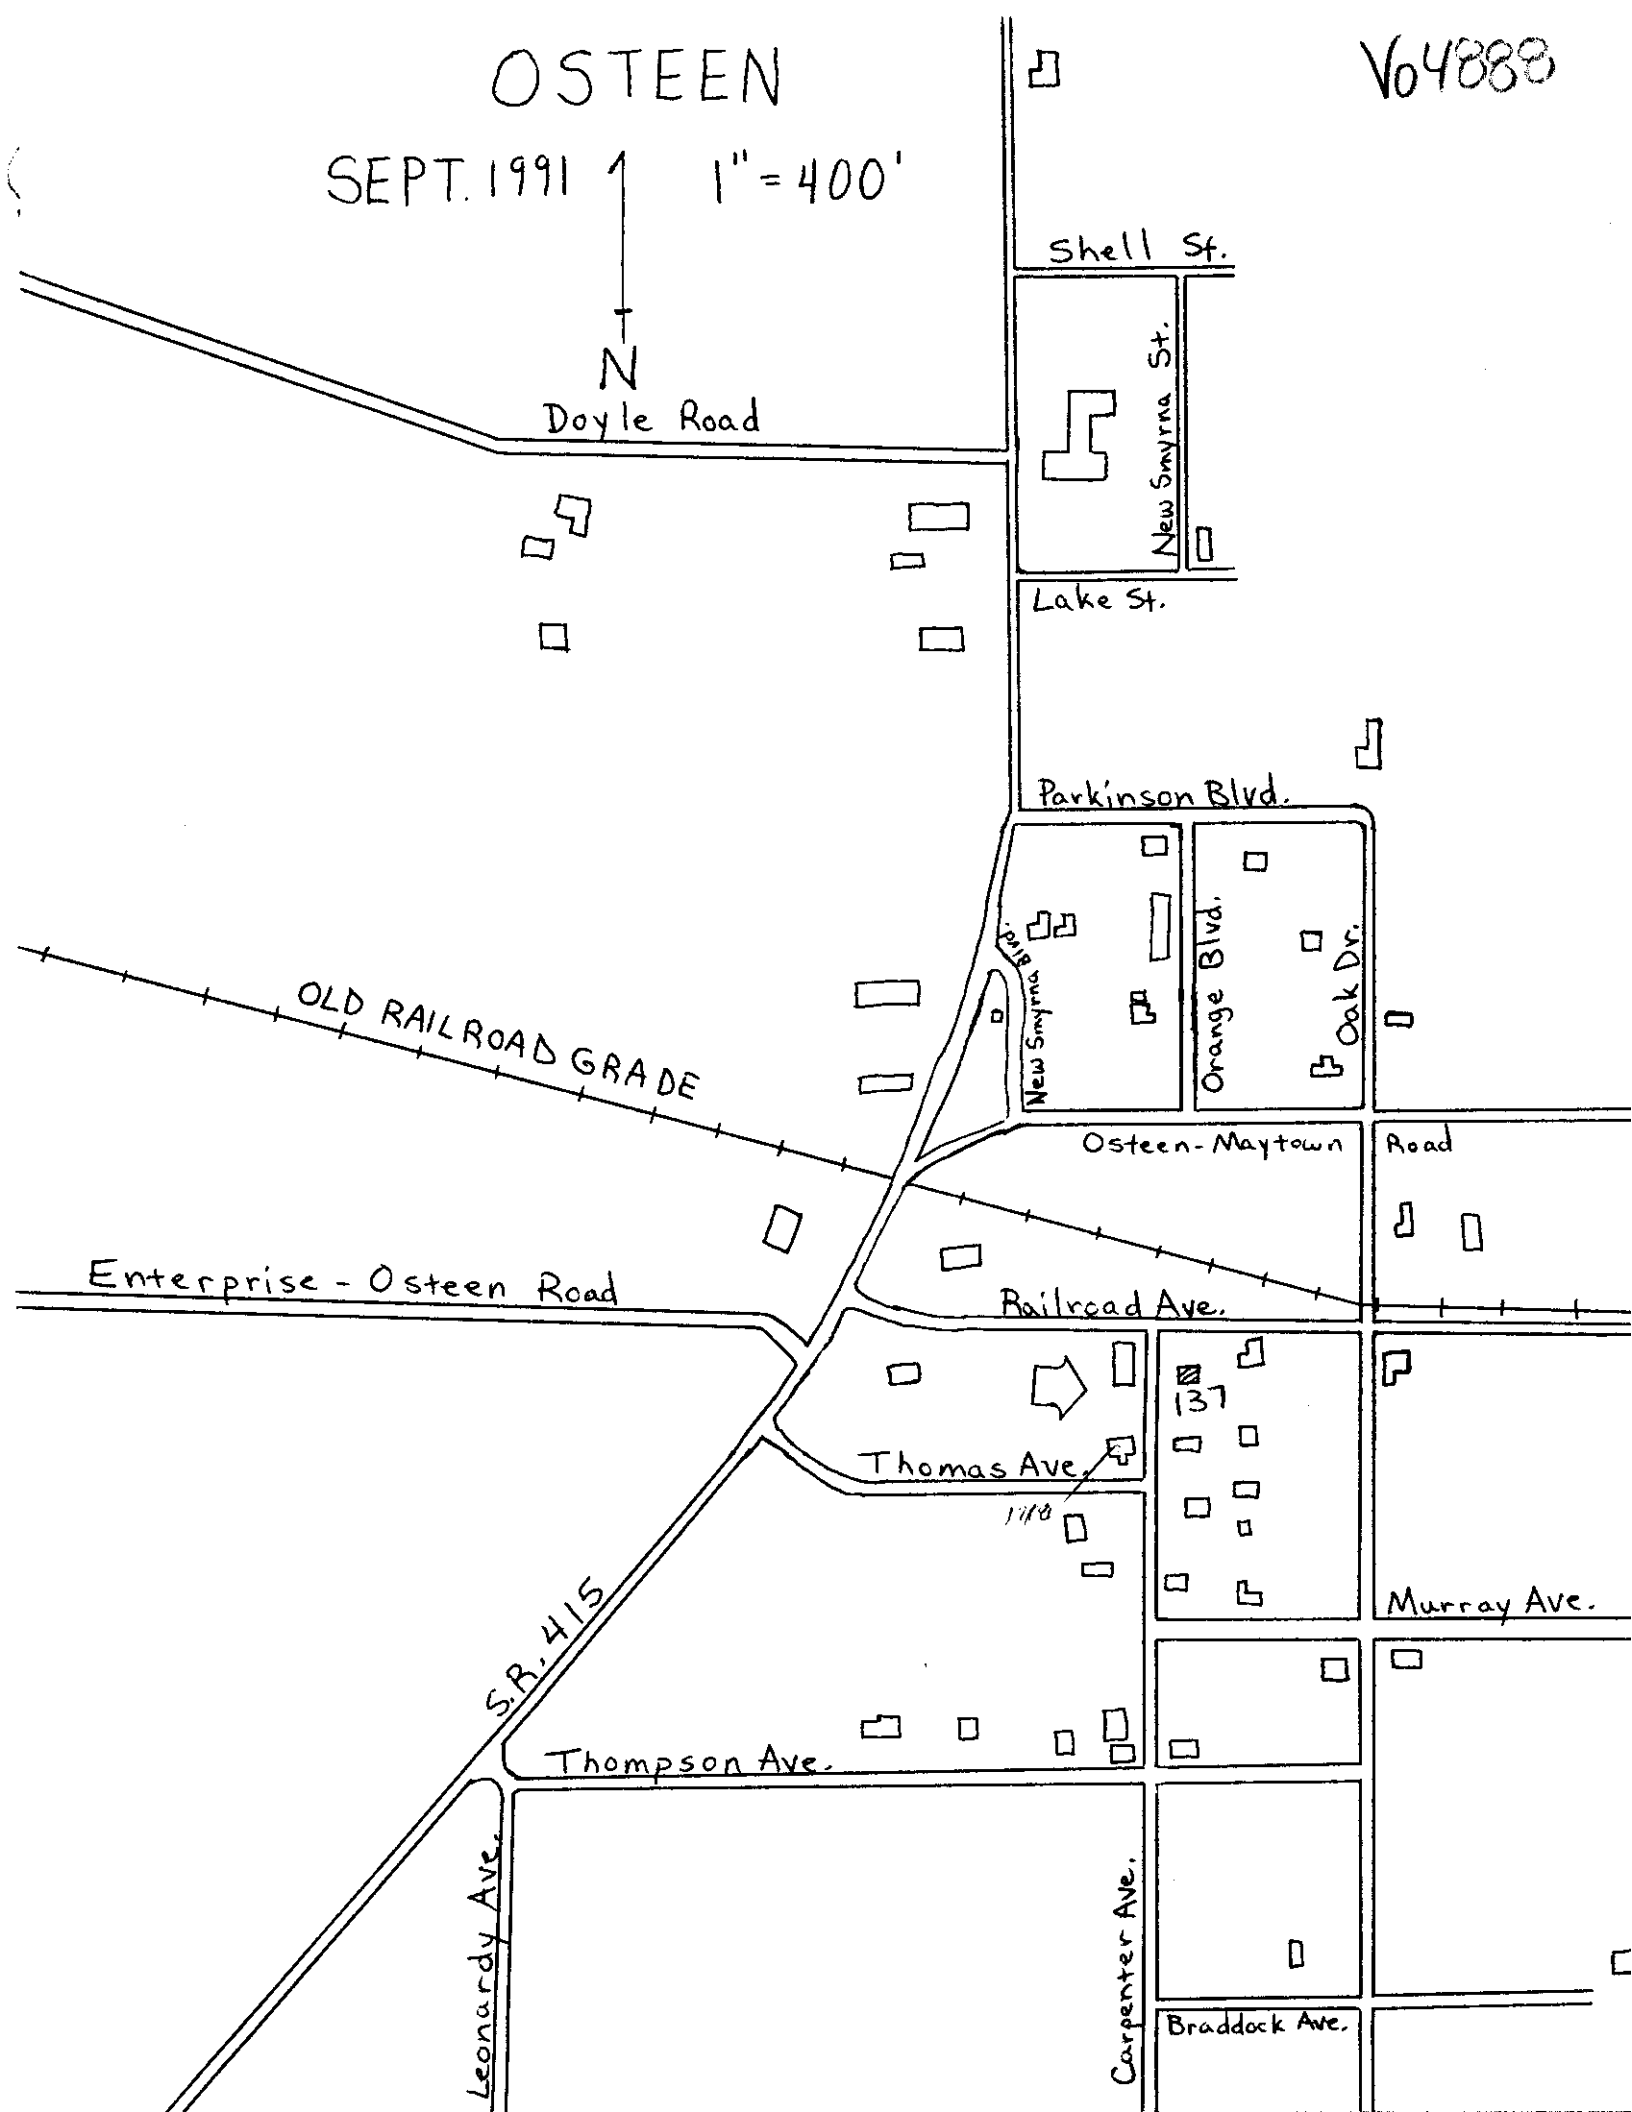 OSTEEN
Vo4888
SEPT. 1991
1" = 400'
N
Shell St.
New Smyrna St.
Doyle Road
Lake St.
Parkinson Blvd.
New Smyrna Blvd.
Orange Blvd.
Oak Dr.
OLD RAILROAD GRADE
Osteen-Maytown Road
Enterprise - Osteen Road
Railroad Ave.
137
Thomas Ave.
S.R. 415
Murray Ave.
Thompson Ave.
Leonardy Ave.
Carpenter Ave.
Braddock Ave.